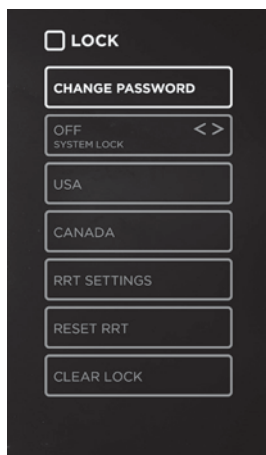 LOCK
CHANGE PASSWORD
OFF < >
SYSTEM LOCK
USA
CANADA
RRT SETTINGS
RESET RRT
CLEAR LOCK